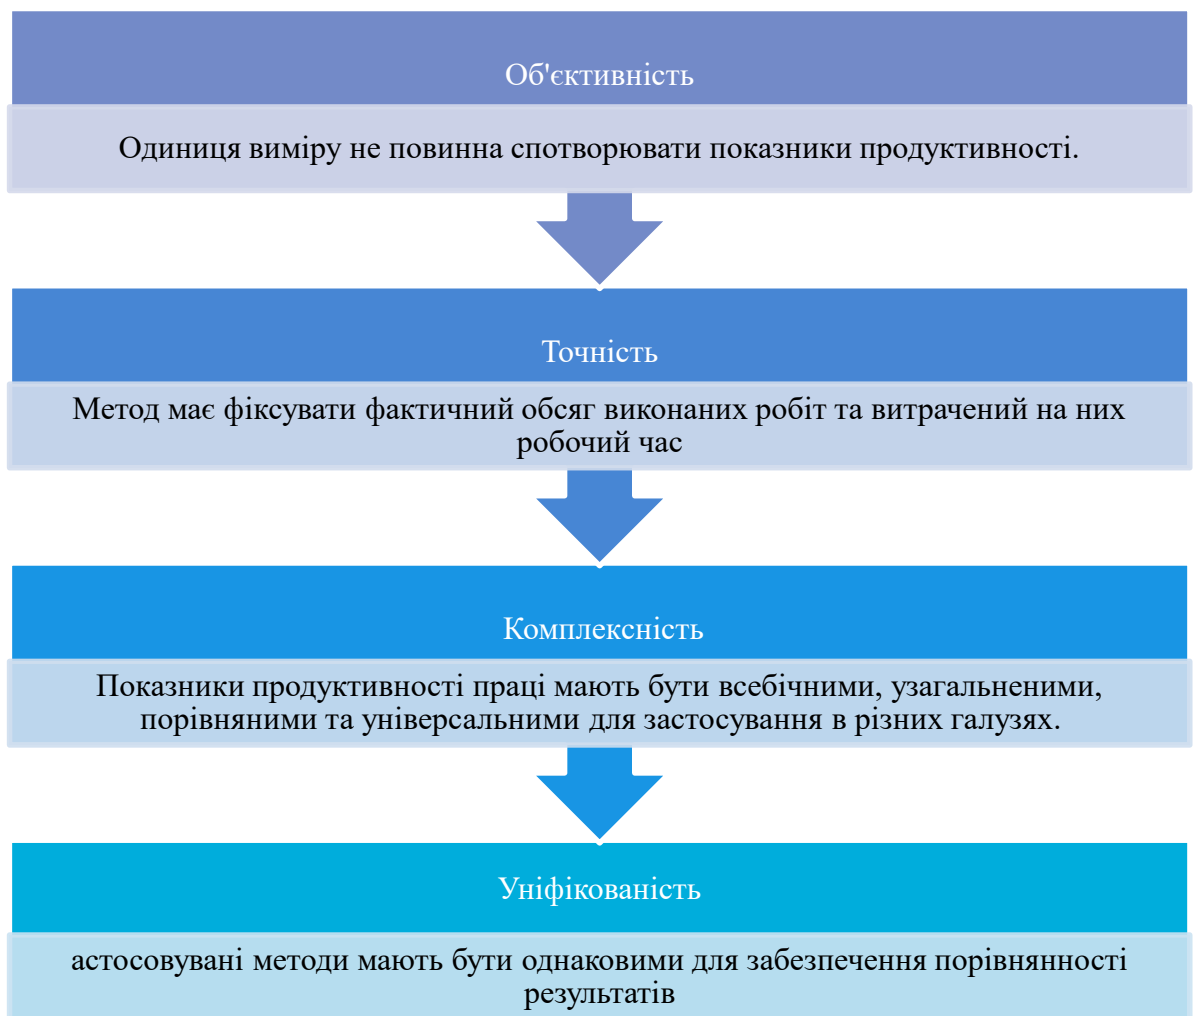 Об'єктивність
Одиниця виміру не повинна спотворювати показники продуктивності.
Точність
Метод має фіксувати фактичний обсяг виконаних робіт та витрачений на них
робочий час
Комплексність
Показники продуктивності праці мають бути всебічними, узагальненими,
порівняними та універсальними для застосування в різних галузях.
Уніфікованість
астосовувані методи мають бути однаковими для забезпечення порівнянності
результатів